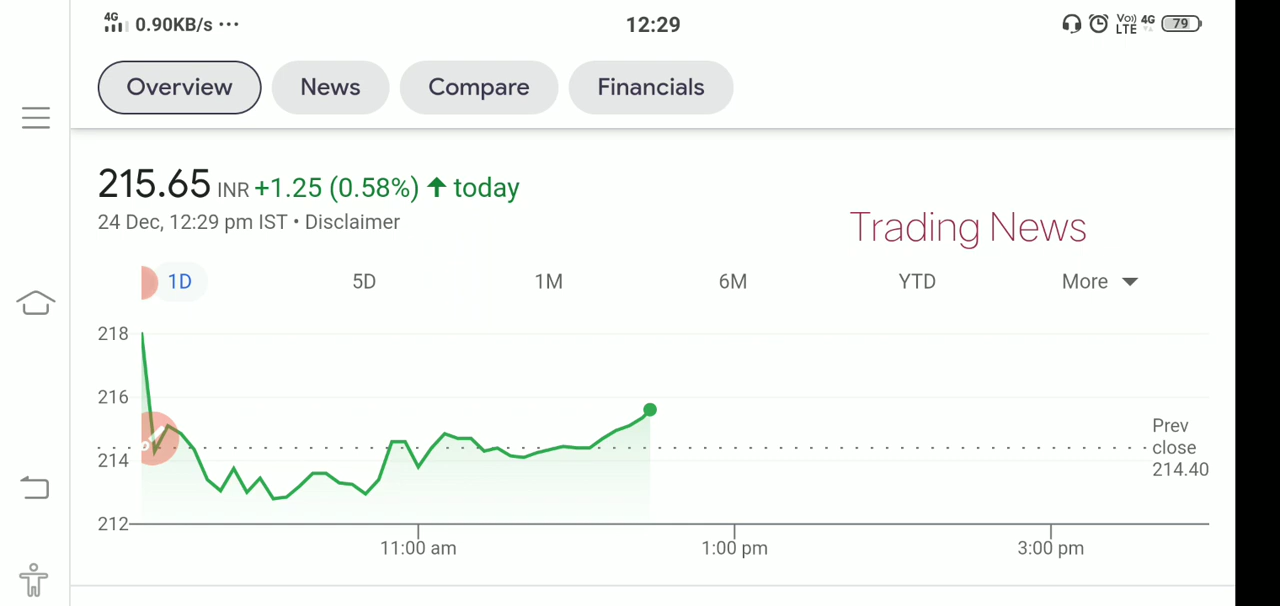 4G 0.90KB/s ··· 12:29 Vo)) LTE 4G 79
Overview News Compare Financials
215.65 INR +1.25 (0.58%) ↑ today
24 Dec, 12:29 pm IST • Disclaimer
Trading News
1D 5D 1M 6M YTD More
218
216
214
212
Prev
close
214.40
11:00 am 1:00 pm 3:00 pm